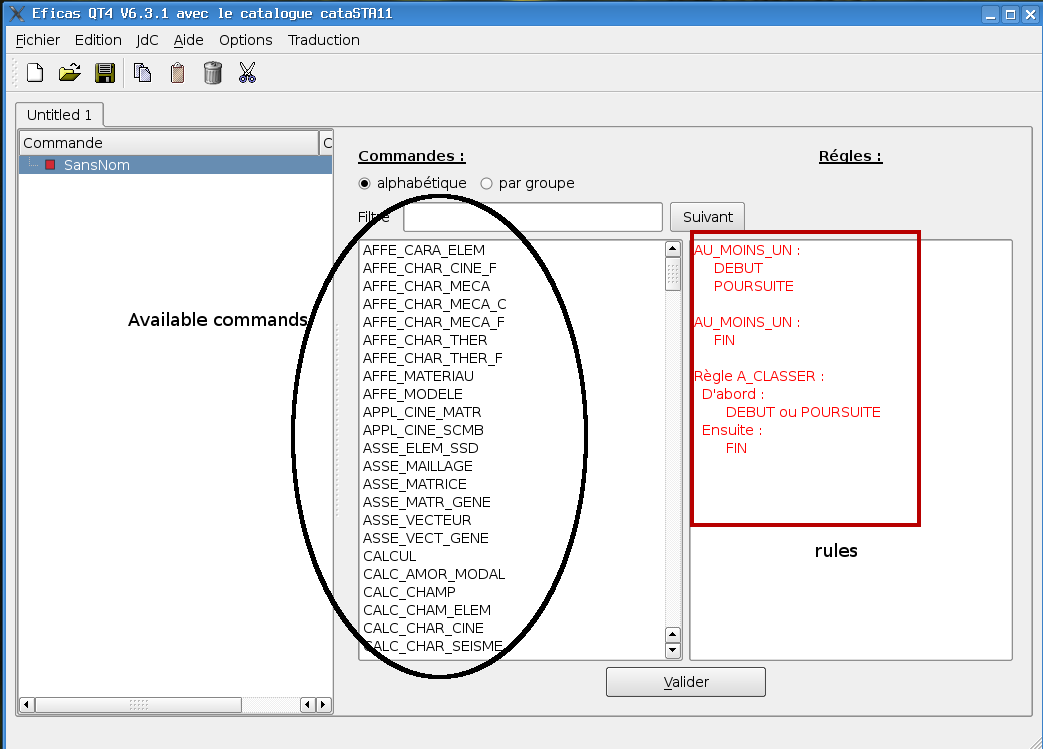 Eficas QT4 V6.3.1 avec le catalogue cataSTA11
Fichier Edition JdC Aide Options Traduction
Untitled 1
Commande C
SansNom
Commandes :
alphabétique par groupe
Filtre Suivant
AFFE_CARA_ELEM
AFFE_CHAR_CINE_F
AFFE_CHAR_MECA
AFFE_CHAR_MECA_C
AFFE_CHAR_MECA_F
AFFE_CHAR_THER
AFFE_CHAR_THER_F
AFFE_MATERIAU
AFFE_MODELE
APPL_CINE_MATR
APPL_CINE_SCMB
ASSE_ELEM_SSD
ASSE_MAILLAGE
ASSE_MATRICE
ASSE_MATR_GENE
ASSE_VECTEUR
ASSE_VECT_GENE
CALCUL
CALC_AMOR_MODAL
CALC_CHAMP
CALC_CHAM_ELEM
CALC_CHAR_CINE
CALC_CHAR_SEISME
Available commands
Régles :
AU_MOINS_UN :
DEBUT
POURSUITE
AU_MOINS_UN :
FIN
Règle A_CLASSER :
D'abord :
DEBUT ou POURSUITE
Ensuite :
FIN
rules
Valider